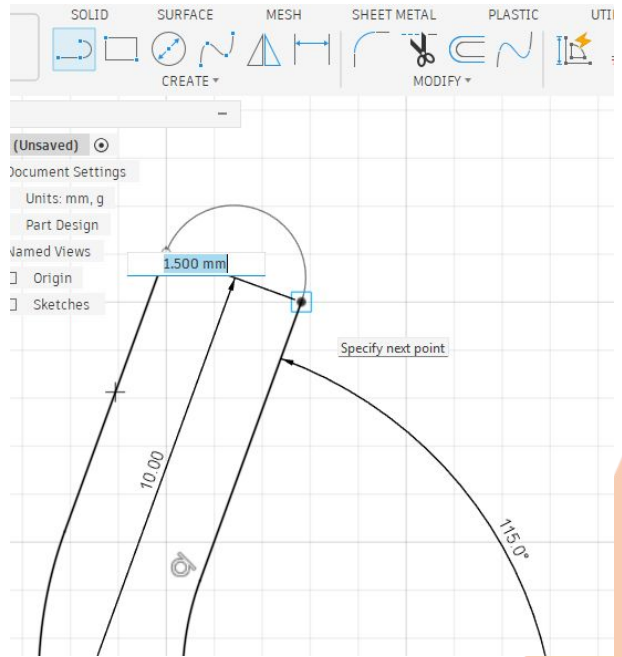 SOLID SURFACE MESH SHEET METAL PLASTIC UTI
CREATE MODIFY
(Unsaved)
Document Settings
Units: mm, g
Part Design
Named Views
Origin
Sketches
1.500 mm
Specify next point
10.00
115.0°